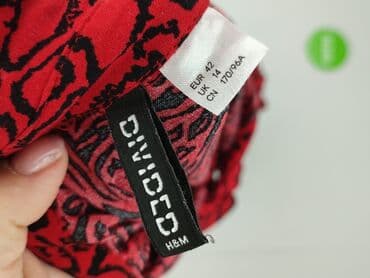 EUR 42
UK 14
CN 170/96A
DIVIDED
H&M